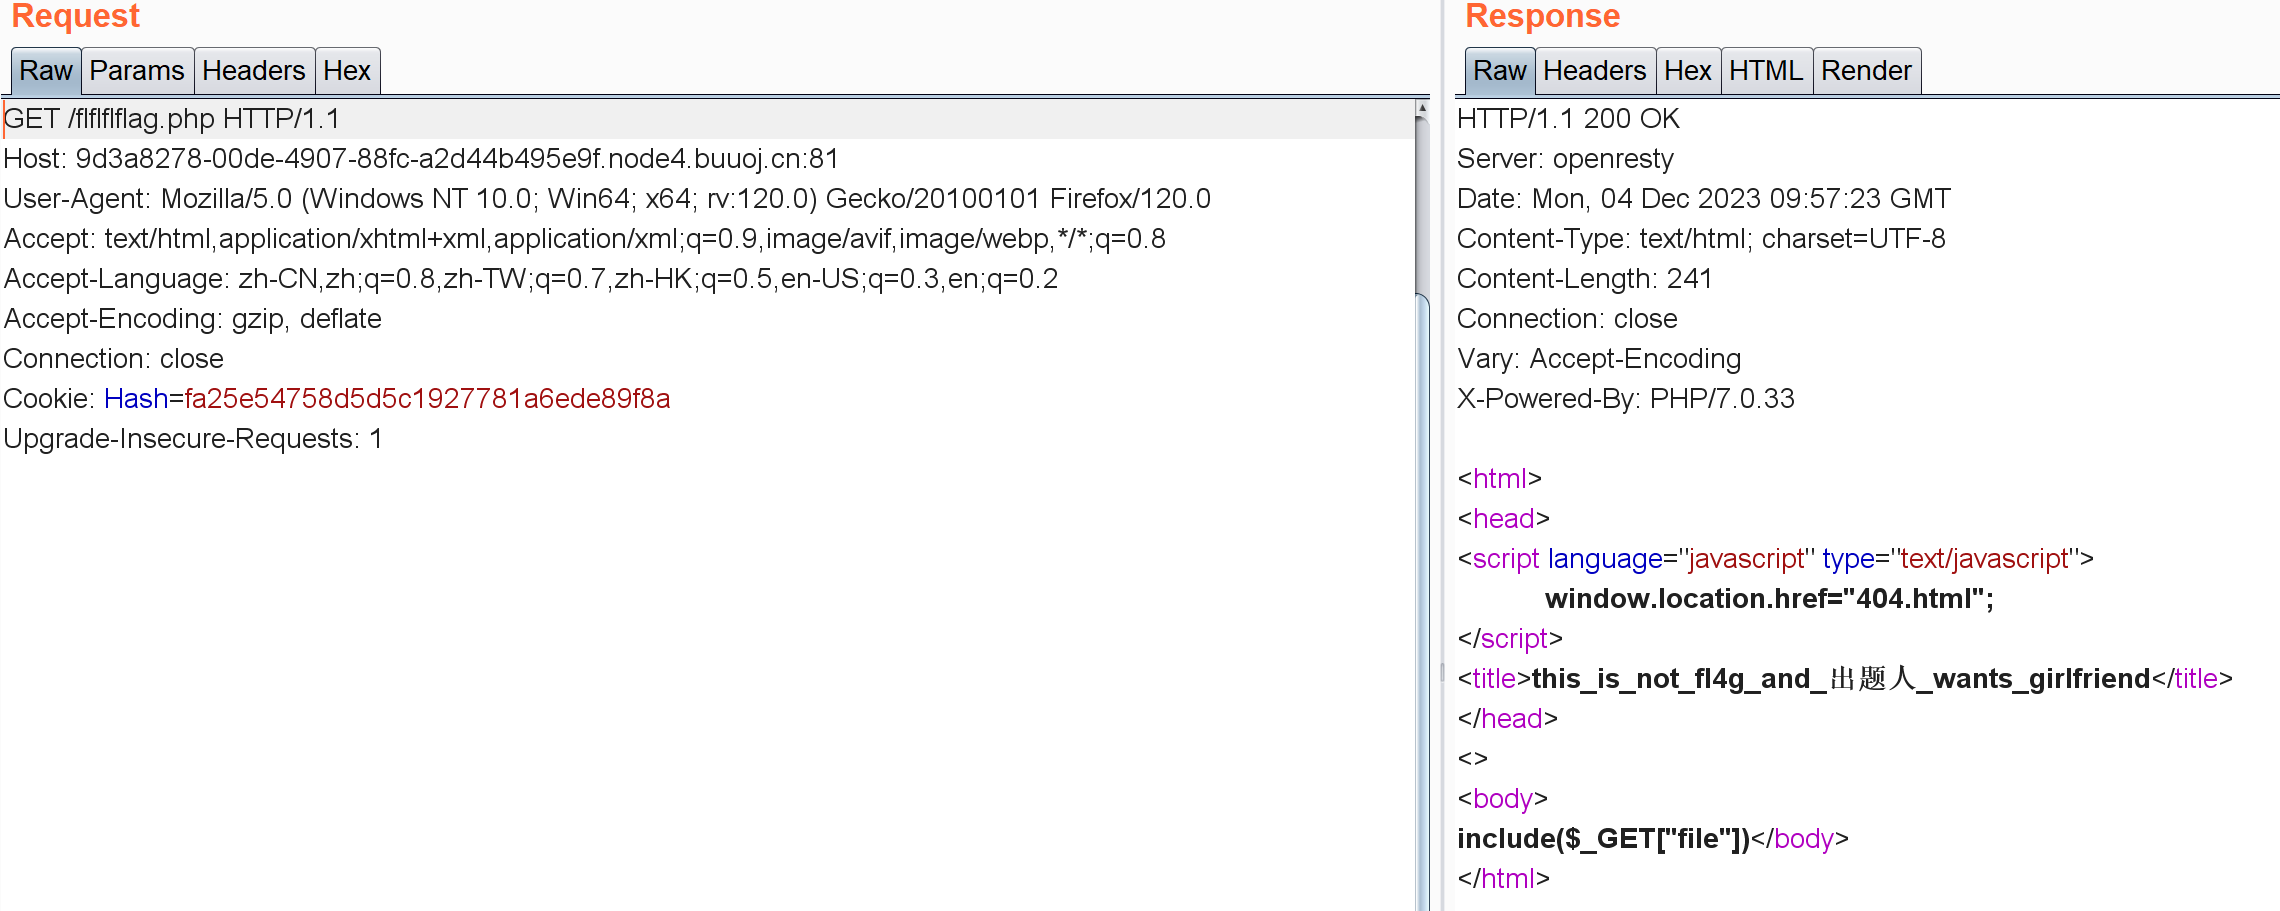 Request
Raw Params Headers Hex
GET /flflflflag.php HTTP/1.1
Host: 9d3a8278-00de-4907-88fc-a2d44b495e9f.node4.buuoj.cn:81
User-Agent: Mozilla/5.0 (Windows NT 10.0; Win64; x64; rv:120.0) Gecko/20100101 Firefox/120.0
Accept: text/html,application/xhtml+xml,application/xml;q=0.9,image/avif,image/webp,*/*;q=0.8
Accept-Language: zh-CN,zh;q=0.8,zh-TW;q=0.7,zh-HK;q=0.5,en-US;q=0.3,en;q=0.2
Accept-Encoding: gzip, deflate
Connection: close
Cookie: Hash=fa25e54758d5d5c1927781a6ede89f8a
Upgrade-Insecure-Requests: 1
Response
Raw Headers Hex HTML Render
HTTP/1.1 200 OK
Server: openresty
Date: Mon, 04 Dec 2023 09:57:23 GMT
Content-Type: text/html; charset=UTF-8
Content-Length: 241
Connection: close
Vary: Accept-Encoding
X-Powered-By: PHP/7.0.33
<html>
<head>
<script language="javascript" type="text/javascript">
window.location.href="404.html";
</script>
<title>this_is_not_fl4g_and_出题人_wants_girlfriend</title>
</head>
<>
<body>
include($_GET["file"])</body>
</html>